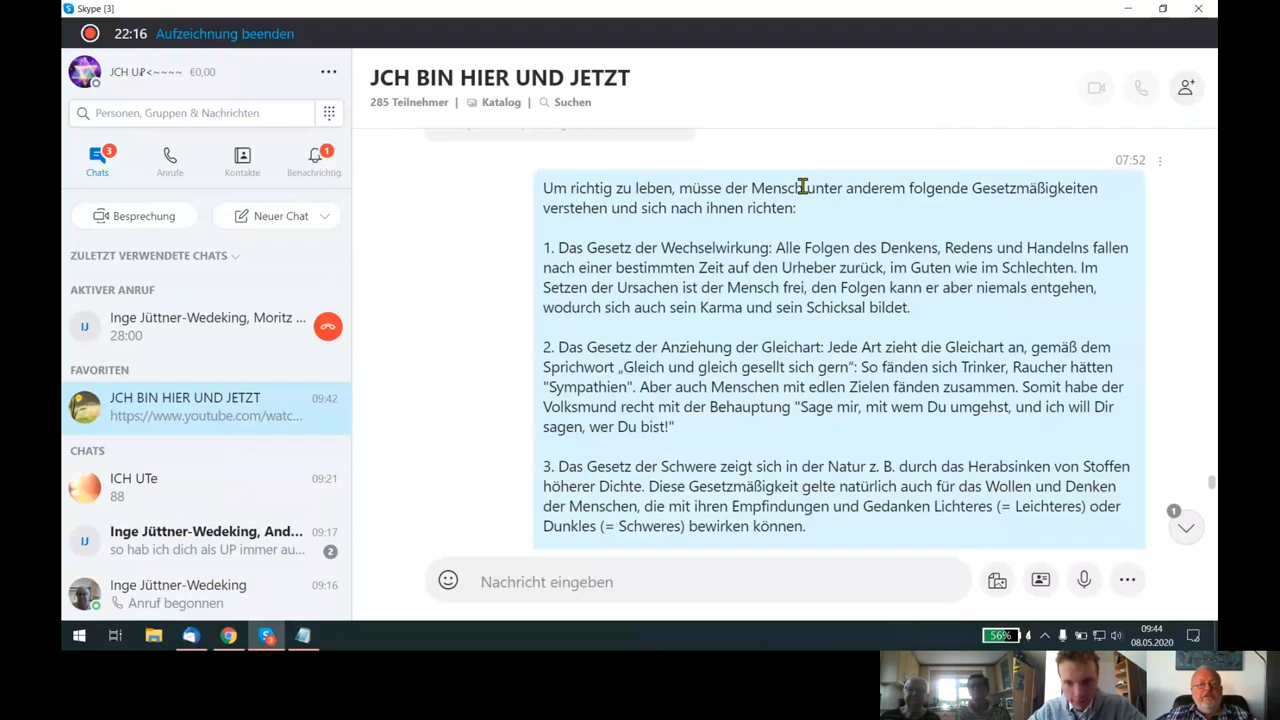 Skype [3]
22:16 Aufzeichnung beenden
€0,00
Personen, Gruppen & Nachrichten
3
1
Chats
Anrufe
Kontakte
Benachrichtig.
Besprechung
Neuer Chat
ZULETZT VERWENDETE CHATS
AKTIVER ANRUF
IJ
Inge Jüttner-Wedeking, Moritz ...
28:00
FAVORITEN
JCH BIN HIER UND JETZT 09:42
https://www.youtube.com/watc...
CHATS
ICH UTe 09:21
88
IJ
Inge Jüttner-Wedeking, And... 09:17
so hab ich dich als UP immer au... 2
Inge Jüttner-Wedeking 09:16
Anruf begonnen
JCH BIN HIER UND JETZT
285 Teilnehmer | Katalog | Suchen
07:52
Um richtig zu leben, müsse der Mensch unter anderem folgende Gesetzmäßigkeiten
verstehen und sich nach ihnen richten:
1. Das Gesetz der Wechselwirkung: Alle Folgen des Denkens, Redens und Handelns fallen
nach einer bestimmten Zeit auf den Urheber zurück, im Guten wie im Schlechten. Im
Setzen der Ursachen ist der Mensch frei, den Folgen kann er aber niemals entgehen,
wodurch sich auch sein Karma und sein Schicksal bildet.
2. Das Gesetz der Anziehung der Gleichart: Jede Art zieht die Gleichart an, gemäß dem
Sprichwort „Gleich und gleich gesellt sich gern“: So fänden sich Trinker, Raucher hätten
"Sympathien". Aber auch Menschen mit edlen Zielen fänden zusammen. Somit habe der
Volksmund recht mit der Behauptung "Sage mir, mit wem Du umgehst, und ich will Dir
sagen, wer Du bist!"
3. Das Gesetz der Schwere zeigt sich in der Natur z. B. durch das Herabsinken von Stoffen
höherer Dichte. Diese Gesetzmäßigkeit gelte natürlich auch für das Wollen und Denken
der Menschen, die mit ihren Empfindungen und Gedanken Lichteres (= Leichteres) oder
Dunkles (= Schweres) bewirken können.
1
Nachricht eingeben
3
56%
09:44
08.05.2020